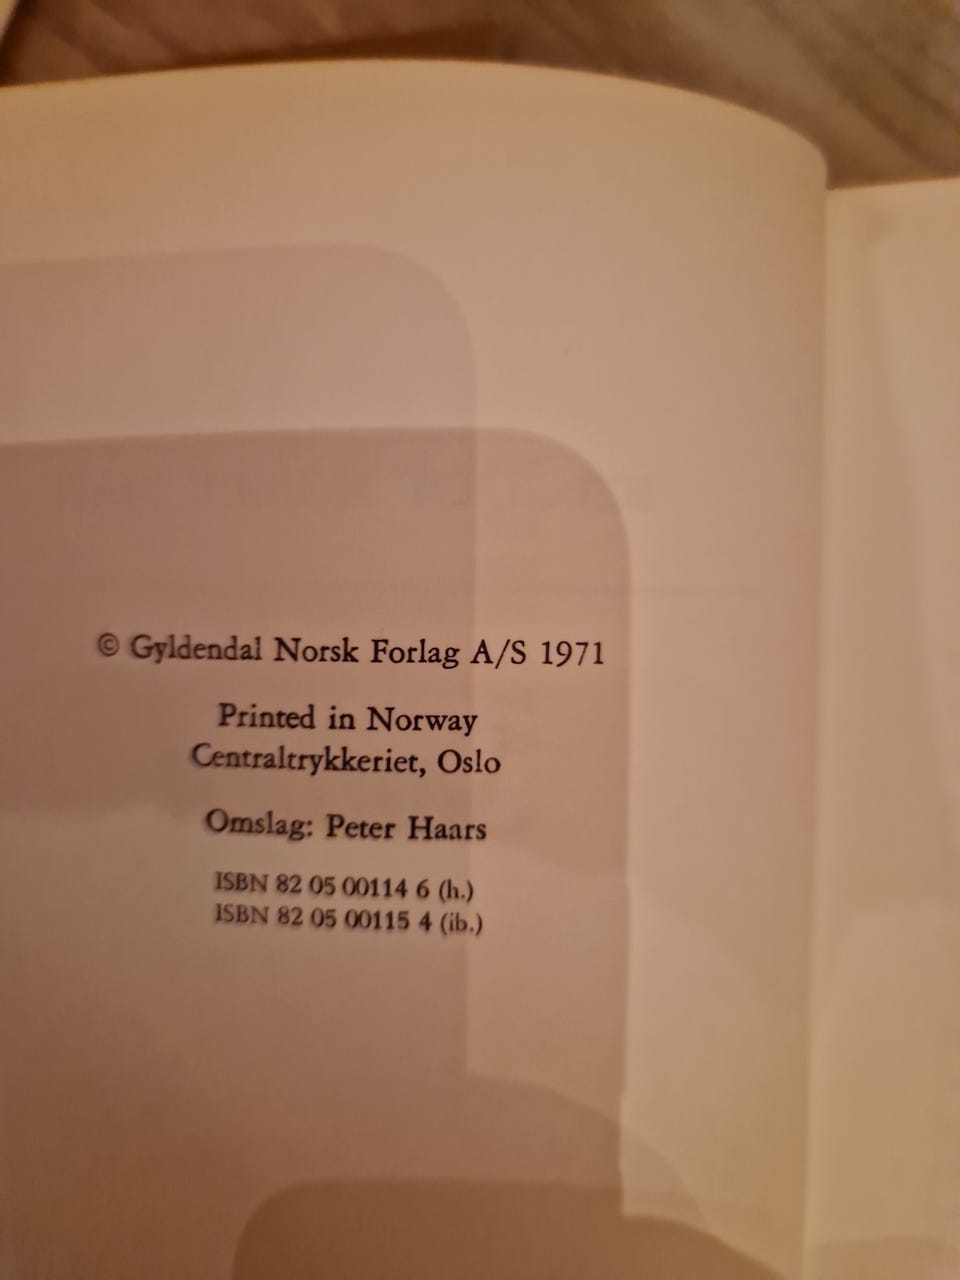 © Gyldendal Norsk Forlag A/S 1971
Printed in Norway
Centraltrykkeriet, Oslo
Omslag: Peter Haars
ISBN 82 05 00114 6 (h.)
ISBN 82 05 00115 4 (ib.)